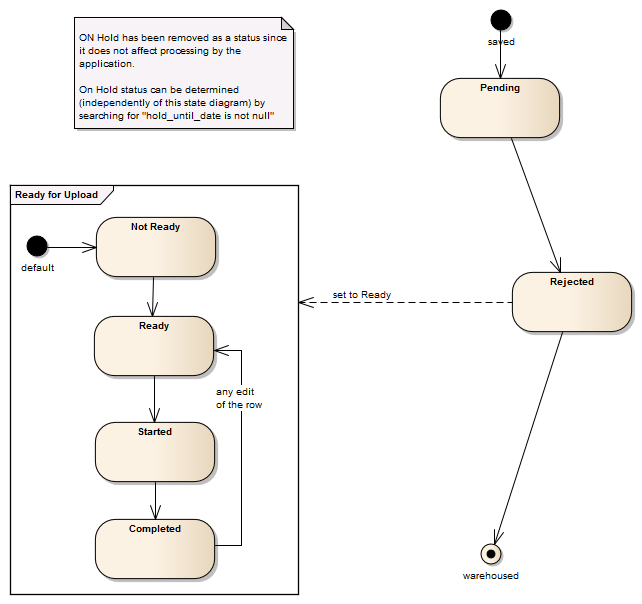 ON Hold has been removed as a status since
it does not affect processing by the
application.
On Hold status can be determined
(independently of this state diagram) by
searching for "hold_until_date is not null"
saved
Pending
Ready for Upload
Not Ready
default
Rejected
set to Ready
Ready
any edit
of the row
Started
Completed
warehoused